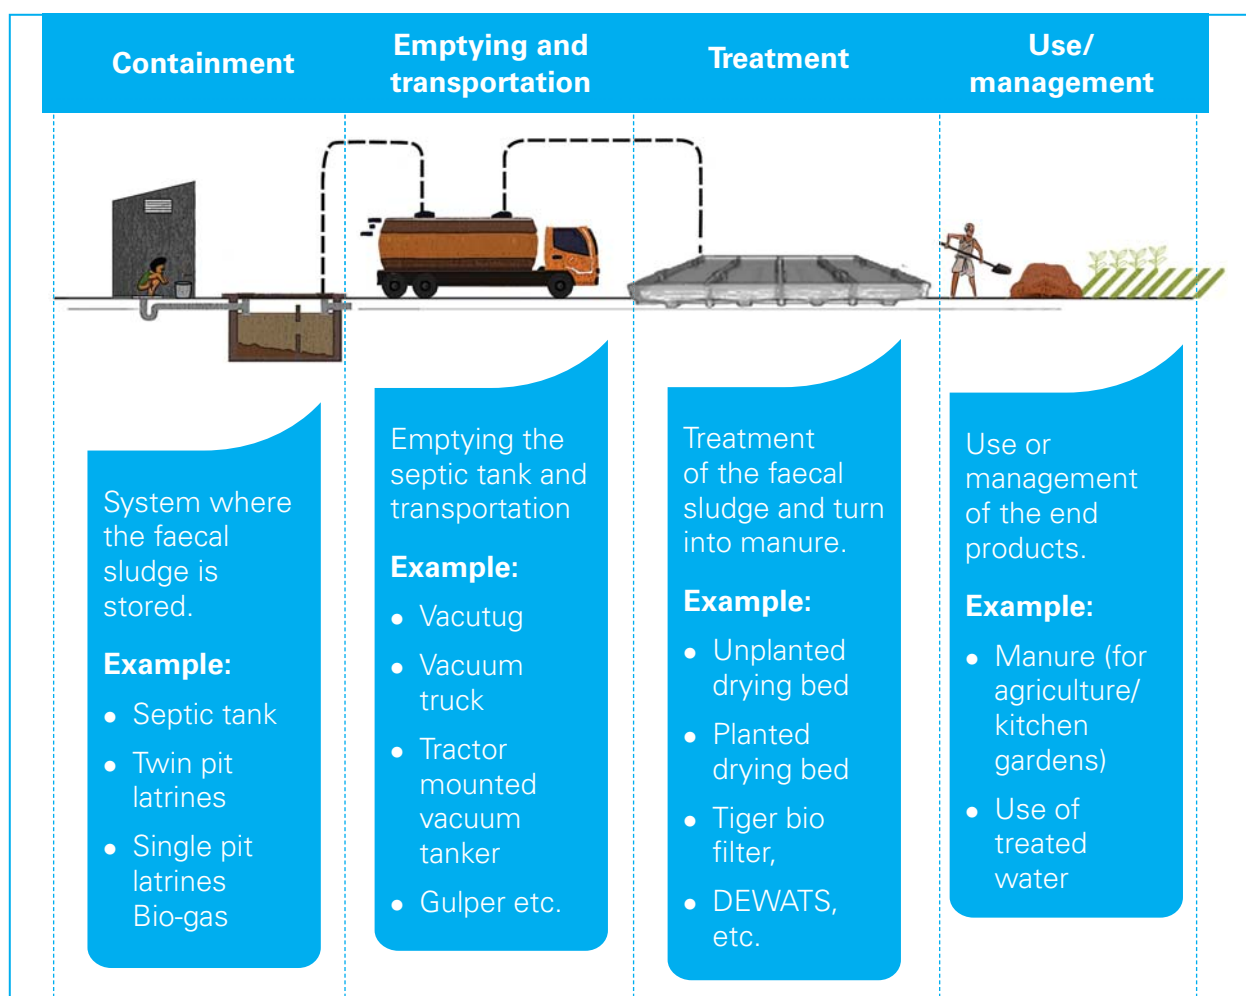 Containment
Emptying and
transportation
Treatment
Use/
management
System where
the faecal
sludge is
stored.
Example:
• Septic tank
• Twin pit
latrines
• Single pit
latrines
Bio-gas
Emptying the
septic tank and
transportation
Example:
• Vacutug
• Vacuum
truck
• Tractor
mounted
vacuum
tanker
• Gulper etc.
Treatment
of the faecal
sludge and turn
into manure.
Example:
• Unplanted
drying bed
• Planted
drying bed
• Tiger bio
filter,
• DEWATS,
etc.
Use or
management
of the end
products.
Example:
• Manure (for
agriculture/
kitchen
gardens)
• Use of
treated
water